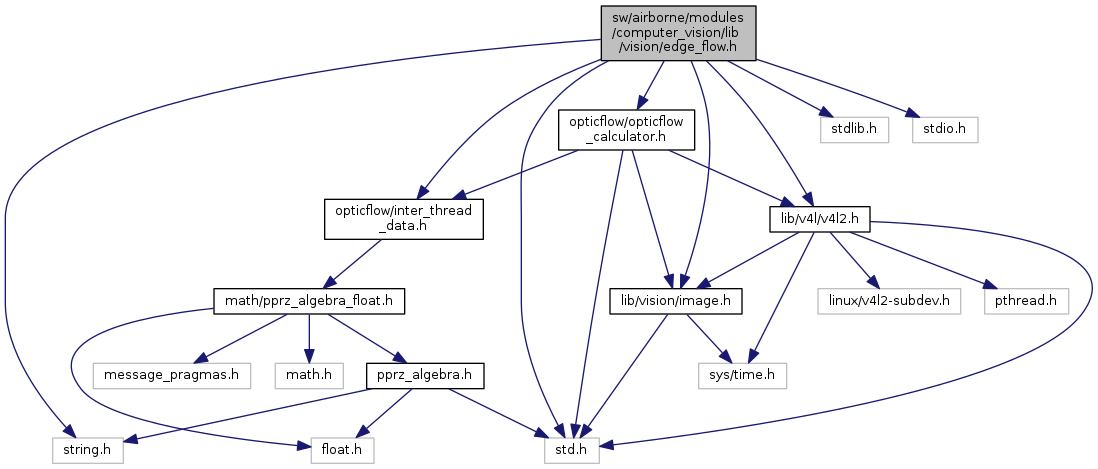 sw/airborne/modules
/computer_vision/lib
/vision/edge_flow.h
opticflow/opticflow
_calculator.h
stdlib.h
stdio.h
opticflow/inter_thread
_data.h
lib/v4l/v4l2.h
math/pprz_algebra_float.h
lib/vision/image.h
linux/v4l2-subdev.h
pthread.h
message_pragmas.h
math.h
pprz_algebra.h
sys/time.h
string.h
float.h
std.h